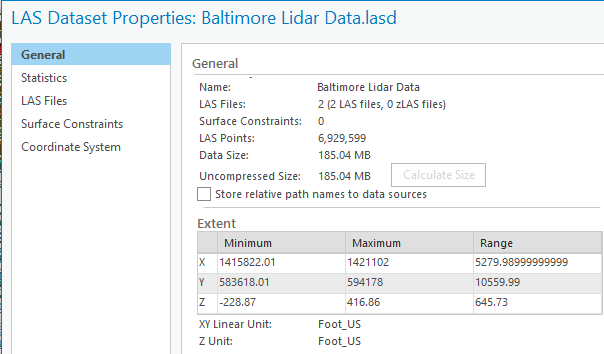 LAS Dataset Properties: Baltimore Lidar Data.lasd
General
Statistics
LAS Files
Surface Constraints
Coordinate System
General
Name: Baltimore Lidar Data
LAS Files: 2 (2 LAS files, 0 zLAS files)
Surface Constraints: 0
LAS Points: 6,929,599
Data Size: 185.04 MB
Uncompressed Size: 185.04 MB Calculate Size
Store relative path names to data sources
Extent
Minimum Maximum Range
X 1415822.01 1421102 5279.98999999999
Y 583618.01 594178 10559.99
Z -228.87 416.86 645.73
XY Linear Unit: Foot_US
Z Unit: Foot_US